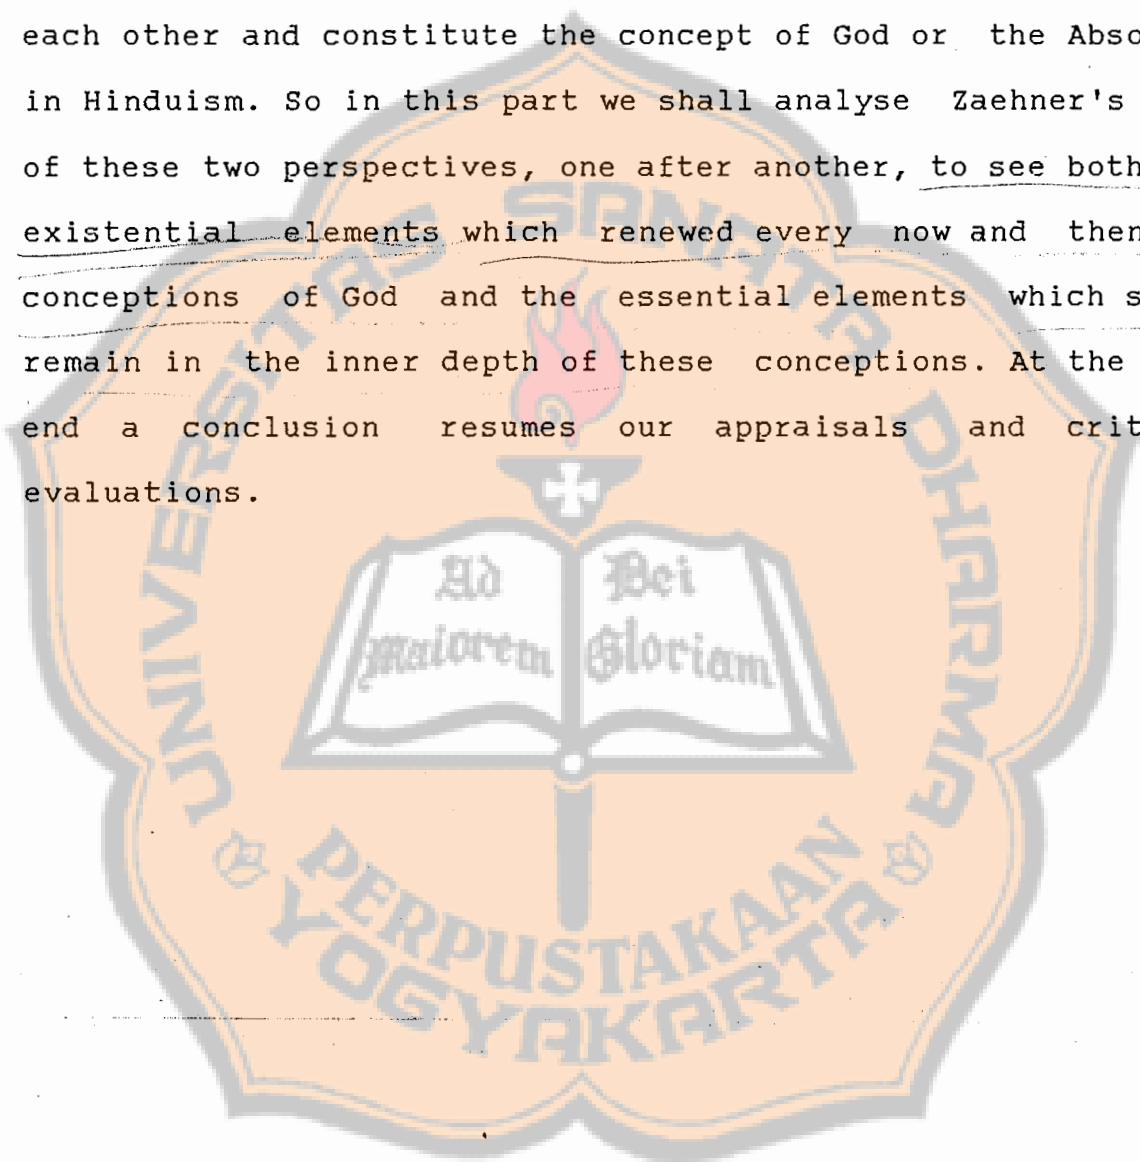 each other and constitute the concept of God or the Abso
in Hinduism. So in this part we shall analyse Zaehner's
of these two perspectives, one after another, to see both
existential elements which renewed every now and then
conceptions of God and the essential elements which s
remain in the inner depth of these conceptions. At the
end a conclusion resumes our appraisals and crit
evaluations.
UNIVERSITAS SANATA DHARMA
Ad Dei
maiorem Gloriam
PERPUSTAKAAN
YOGYAKARTA